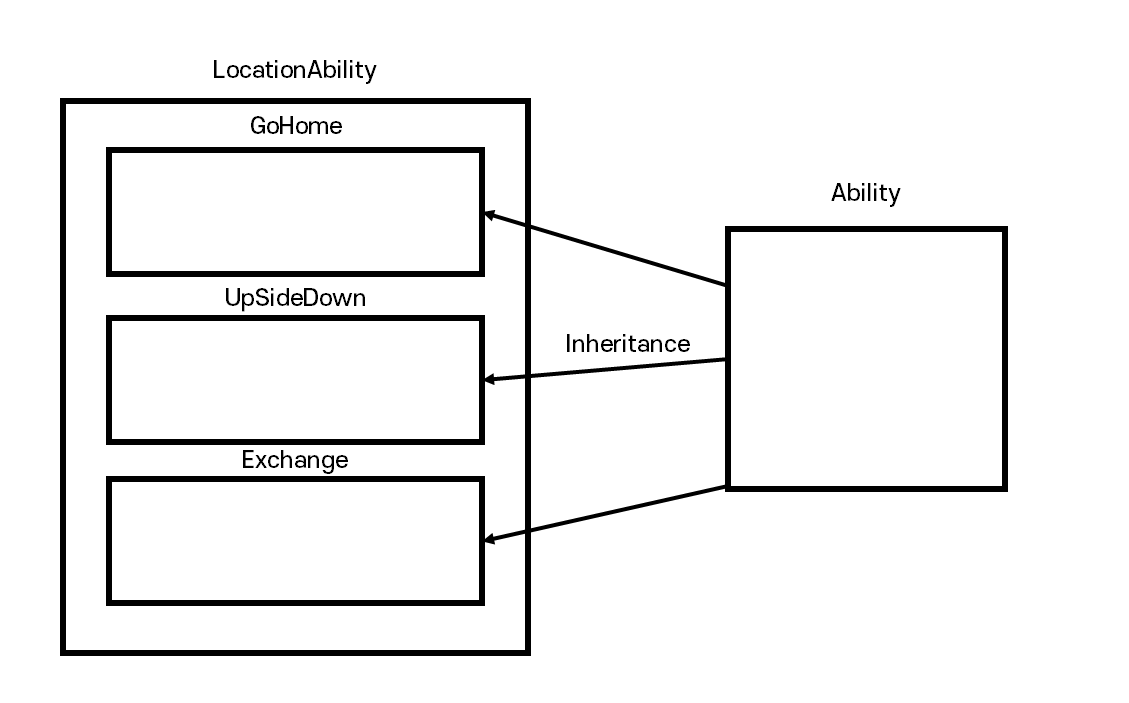 LocationAbility
GoHome
UpSideDown
Exchange
Inheritance
Ability